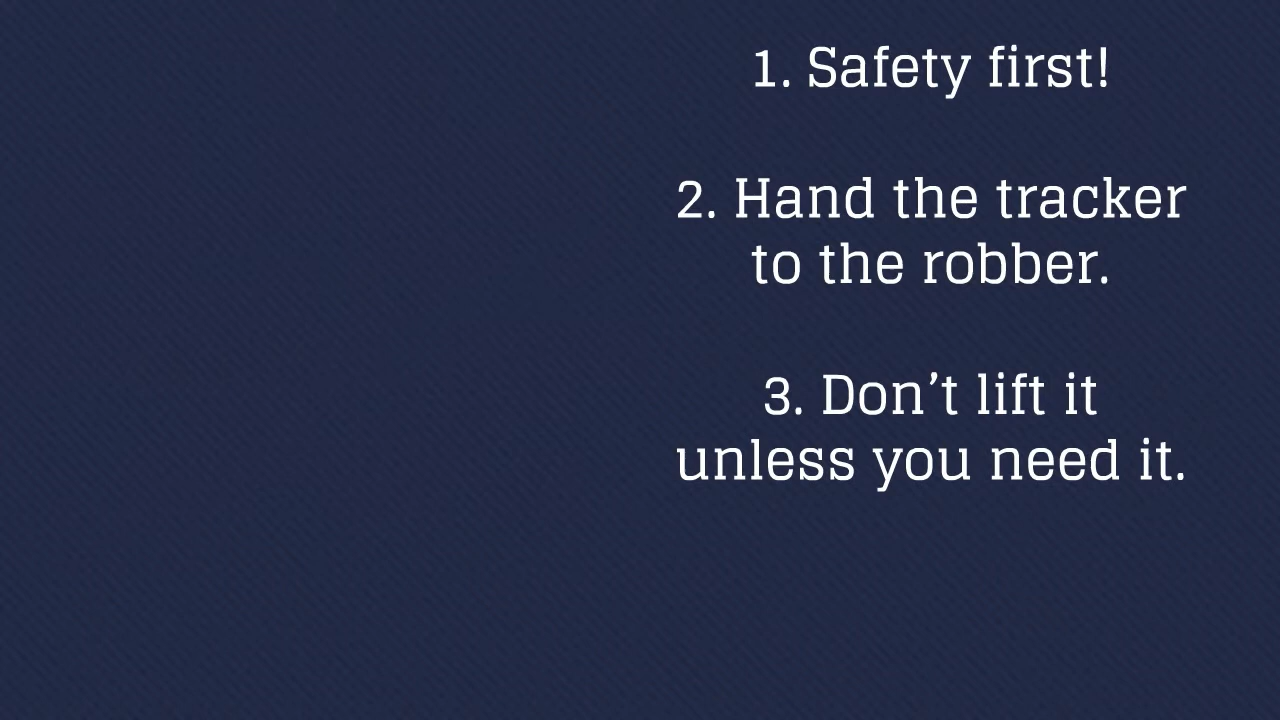 1. Safety first!
2. Hand the tracker
to the robber.
3. Don’t lift it
unless you need it.